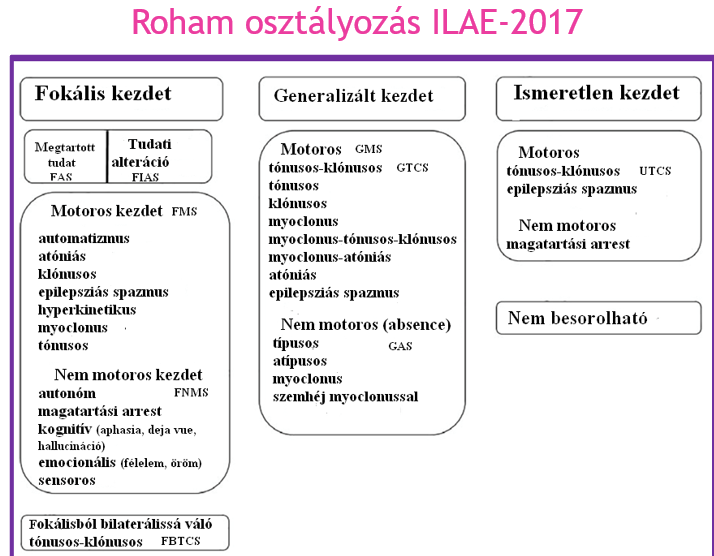 Roham osztályozás ILAE-2017
Fokális kezdet
Megtartott
tudat
FAS
Tudati
alteráció
FIAS
Motoros kezdet FMS
automatizmus
atóniás
klónusos
epilepsziás spazmus
hyperkinetikus
myoclonus
tónusos
Nem motoros kezdet
autonóm FNMS
magatartási arrest
kognitív (aphasia, deja vue,
hallucináció)
emocionális (félelem, öröm)
sensoros
Fokálisból bilaterálissá váló
tónusos-klónusos FBTCS
Generalizált kezdet
Motoros GMS
tónusos-klónusos GTCS
tónusos
klónusos
myoclonus
myoclonus-tónusos-klónusos
myoclonus-atóniás
atóniás
epilepsziás spazmus
Nem motoros (absence)
típusos GAS
atípusos
myoclonus
szemhéj myoclonussal
Ismeretlen kezdet
Motoros
tónusos-klónusos UTCS
epilepsziás spazmus
Nem motoros
magatartási arrest
Nem besorolható